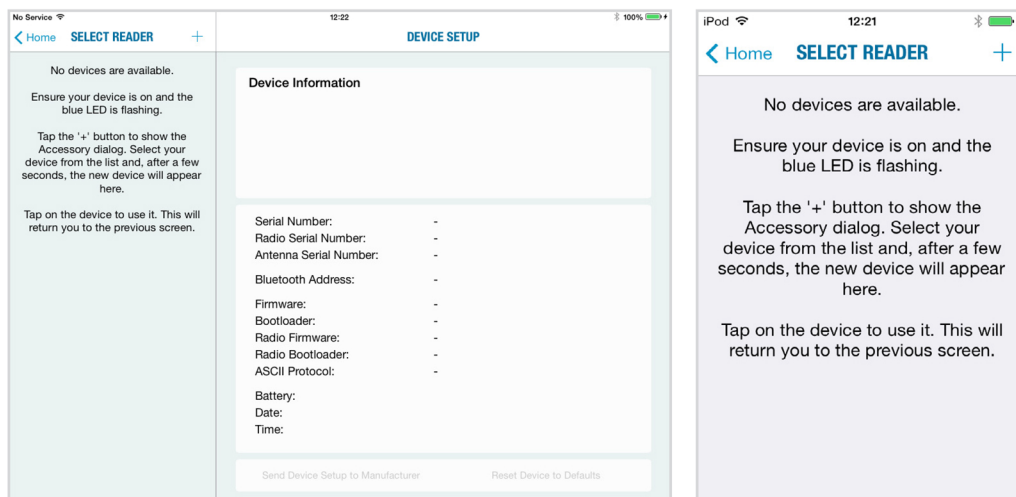 No Service 12:22 100%
Home SELECT READER + DEVICE SETUP
No devices are available.
Ensure your device is on and the
blue LED is flashing.
Tap the '+' button to show the
Accessory dialog. Select your
device from the list and, after a few
seconds, the new device will appear
here.
Tap on the device to use it. This will
return you to the previous screen.
Device Information
Serial Number: -
Radio Serial Number: -
Antenna Serial Number: -
Bluetooth Address: -
Firmware: -
Bootloader: -
Radio Firmware: -
Radio Bootloader: -
ASCII Protocol: -
Battery:
Date:
Time:
Send Device Setup to Manufacturer Reset Device to Defaults
iPod 12:21
Home SELECT READER +
No devices are available.
Ensure your device is on and the
blue LED is flashing.
Tap the '+' button to show the
Accessory dialog. Select your
device from the list and, after a few
seconds, the new device will appear
here.
Tap on the device to use it. This will
return you to the previous screen.